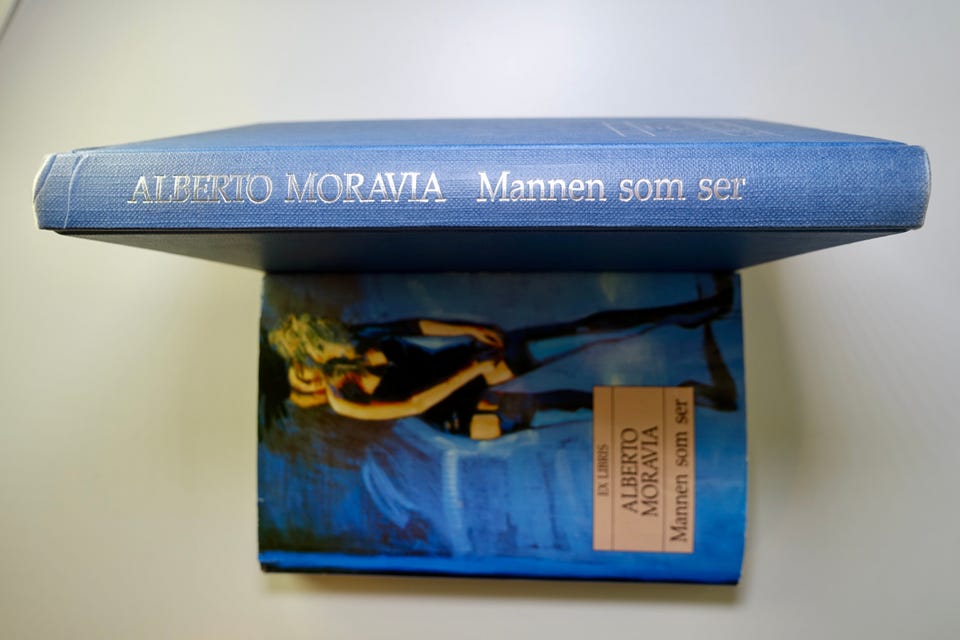 ALBERTO MORAVIA Mannen som ser
EX LIBRIS
ALBERTO
MORAVIA
Mannen som ser